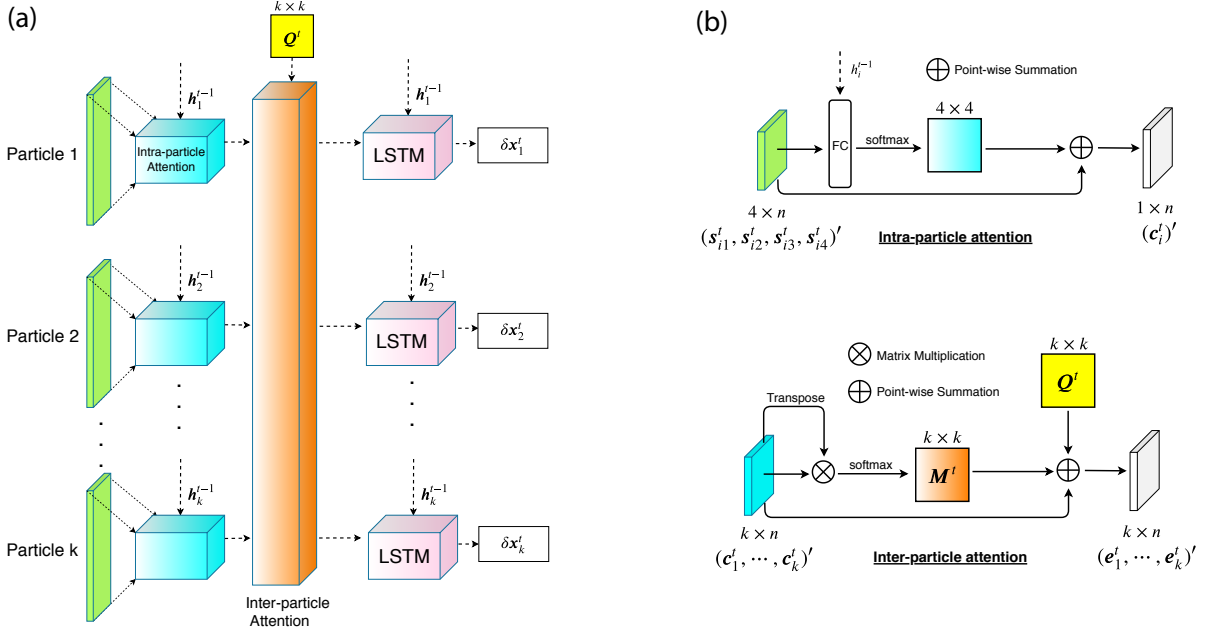 (a)
k × k
Q^t
h_1^{t−1}
h_1^{t−1}
Particle 1
Intra-particle
Attention
LSTM
δx_1^t
h_2^{t−1}
h_2^{t−1}
Particle 2
LSTM
δx_2^t
h_k^{t−1}
h_k^{t−1}
Particle k
LSTM
δx_k^t
Inter-particle
Attention
(b)
h_i^{t−1}
Point-wise Summation
4 × 4
FC
softmax
4 × n
1 × n
(s_{i1}^t, s_{i2}^t, s_{i3}^t, s_{i4}^t)′
Intra-particle attention
(c_i^t)′
Matrix Multiplication
Point-wise Summation
k × k
Q^t
Transpose
k × k
softmax
M^t
k × n
k × n
(c_1^t, ⋯, c_k^t)′
Inter-particle attention
(e_1^t, ⋯, e_k^t)′